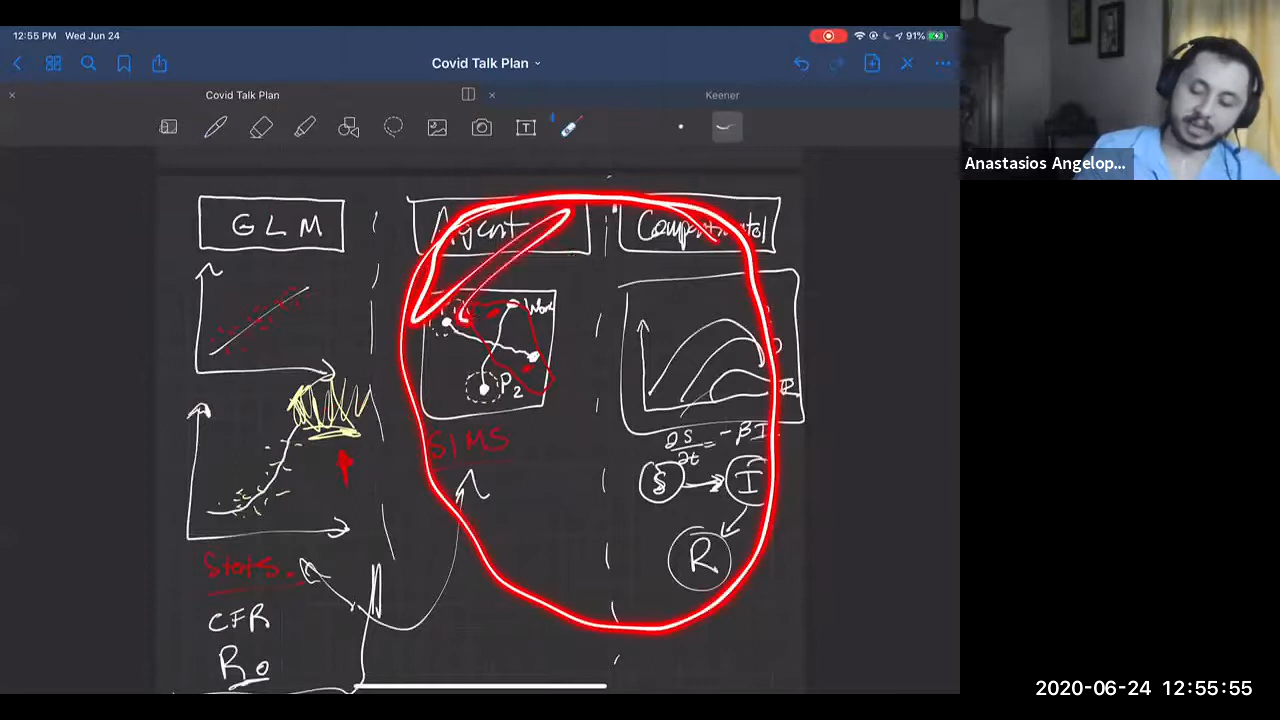 12:55 PM Wed Jun 24
91%
Covid Talk Plan
Covid Talk Plan
Keener
T
Anastasios Angelop...
GLM
Agent
Compartmental
Work
P2
SIMS
R
∂S/∂t = -βI
S
I
R
Stats.
CFR
R0
2020-06-24 12:55:55